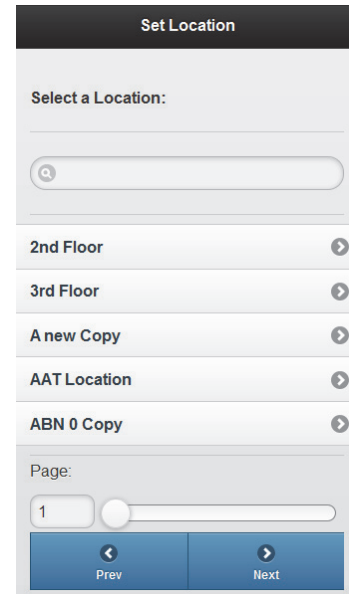 Set Location
Select a Location:
2nd Floor
3rd Floor
A new Copy
AAT Location
ABN 0 Copy
Page:
1
Prev Next